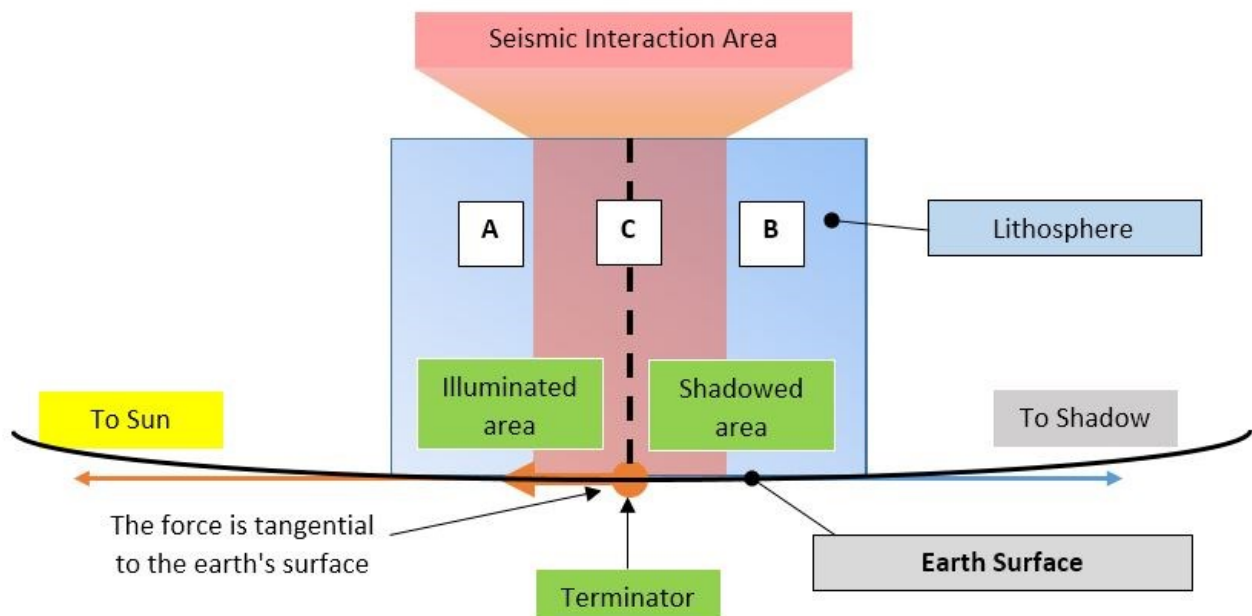 Seismic Interaction Area
A
C
B
Lithosphere
Illuminated
area
Shadowed
area
To Sun
To Shadow
The force is tangential
to the earth's surface
Earth Surface
Terminator